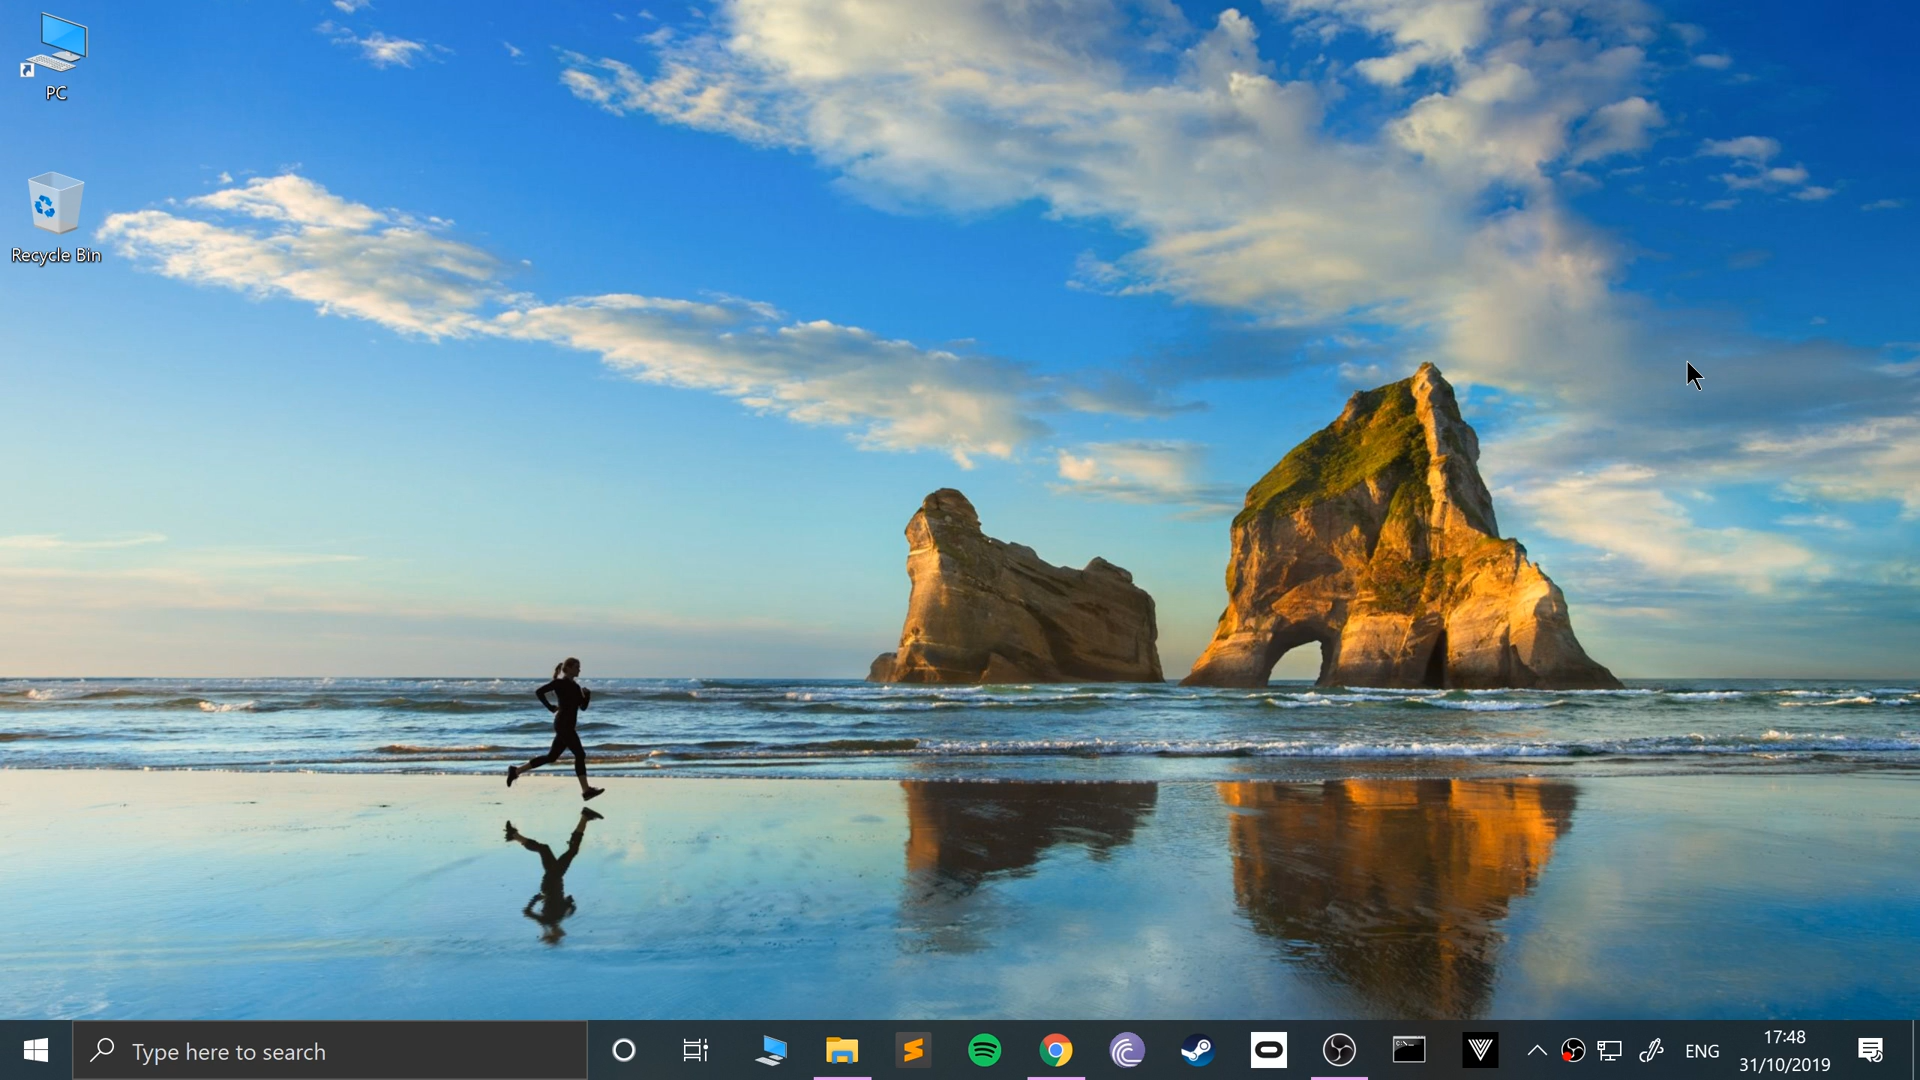 PC
Recycle Bin
Type here to search
ENG
17:48
31/10/2019